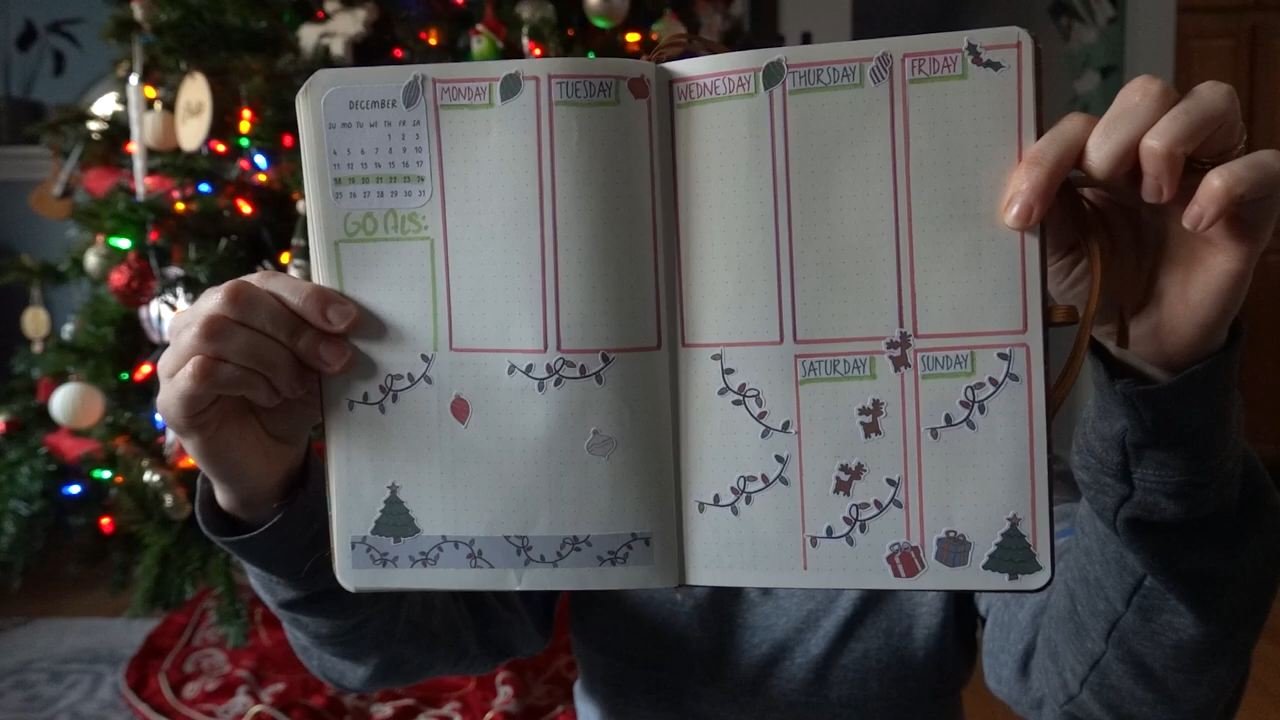 DECEMBER
SU MO TU WE TH FR SA
1 2 3
4 5 6 7 8 9 10
11 12 13 14 15 16 17
18 19 20 21 22 23 24
25 26 27 28 29 30 31
GOALS:
MONDAY
TUESDAY
WEDNESDAY
THURSDAY
FRIDAY
SATURDAY
SUNDAY